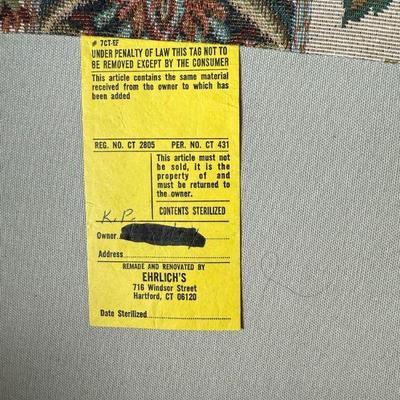 # 7CT-EF
UNDER PENALTY OF LAW THIS TAG NOT TO
BE REMOVED EXCEPT BY THE CONSUMER
This article contains the same material
received from the owner to which has
been added
REG. NO. CT 2805 PER. NO. CT 431
This article must not
be sold, it is the
property of and
must be returned to
the owner.
CONTENTS STERILIZED
K.P.
Owner
Address
REMADE AND RENOVATED BY
EHRLICH'S
716 Windsor Street
Hartford, CT 06120
Date Sterilized